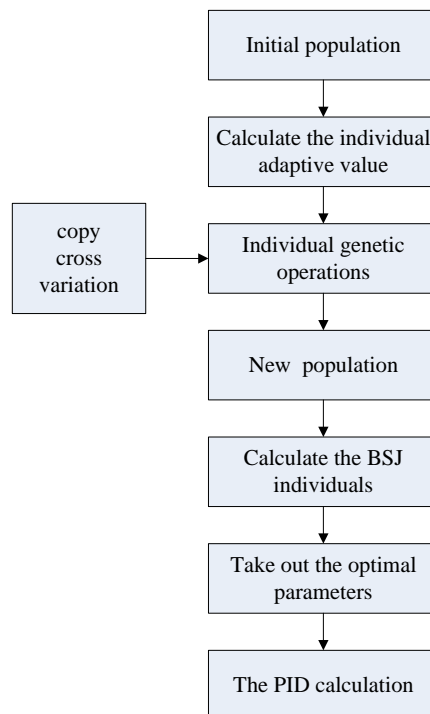 Initial population
Calculate the individual
adaptive value
copy
cross
variation
Individual genetic
operations
New population
Calculate the BSJ
individuals
Take out the optimal
parameters
The PID calculation